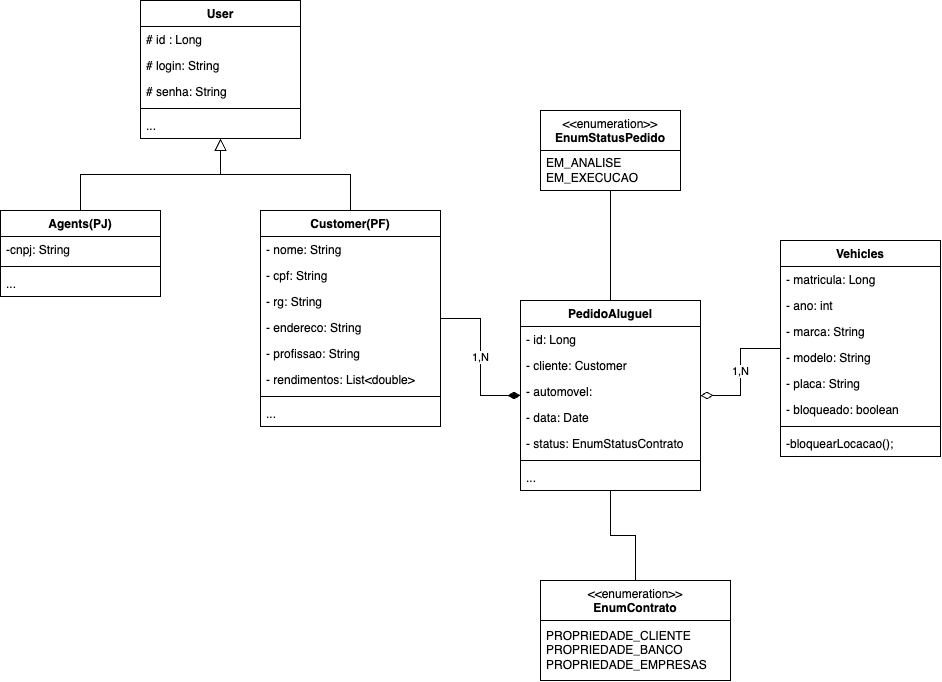 User
# id : Long
# login: String
# senha: String
...
<<enumeration>>
EnumStatusPedido
EM_ANALISE
EM_EXECUCAO
Agents(PJ)
-cnpj: String
...
Customer(PF)
- nome: String
- cpf: String
- rg: String
- endereco: String
- profissao: String
- rendimentos: List<double>
...
1,N
PedidoAluguel
- id: Long
- cliente: Customer
- automovel:
- data: Date
- status: EnumStatusContrato
...
1,N
Vehicles
- matricula: Long
- ano: int
- marca: String
- modelo: String
- placa: String
- bloqueado: boolean
-bloquearLocacao();
<<enumeration>>
EnumContrato
PROPRIEDADE_CLIENTE
PROPRIEDADE_BANCO
PROPRIEDADE_EMPRESAS